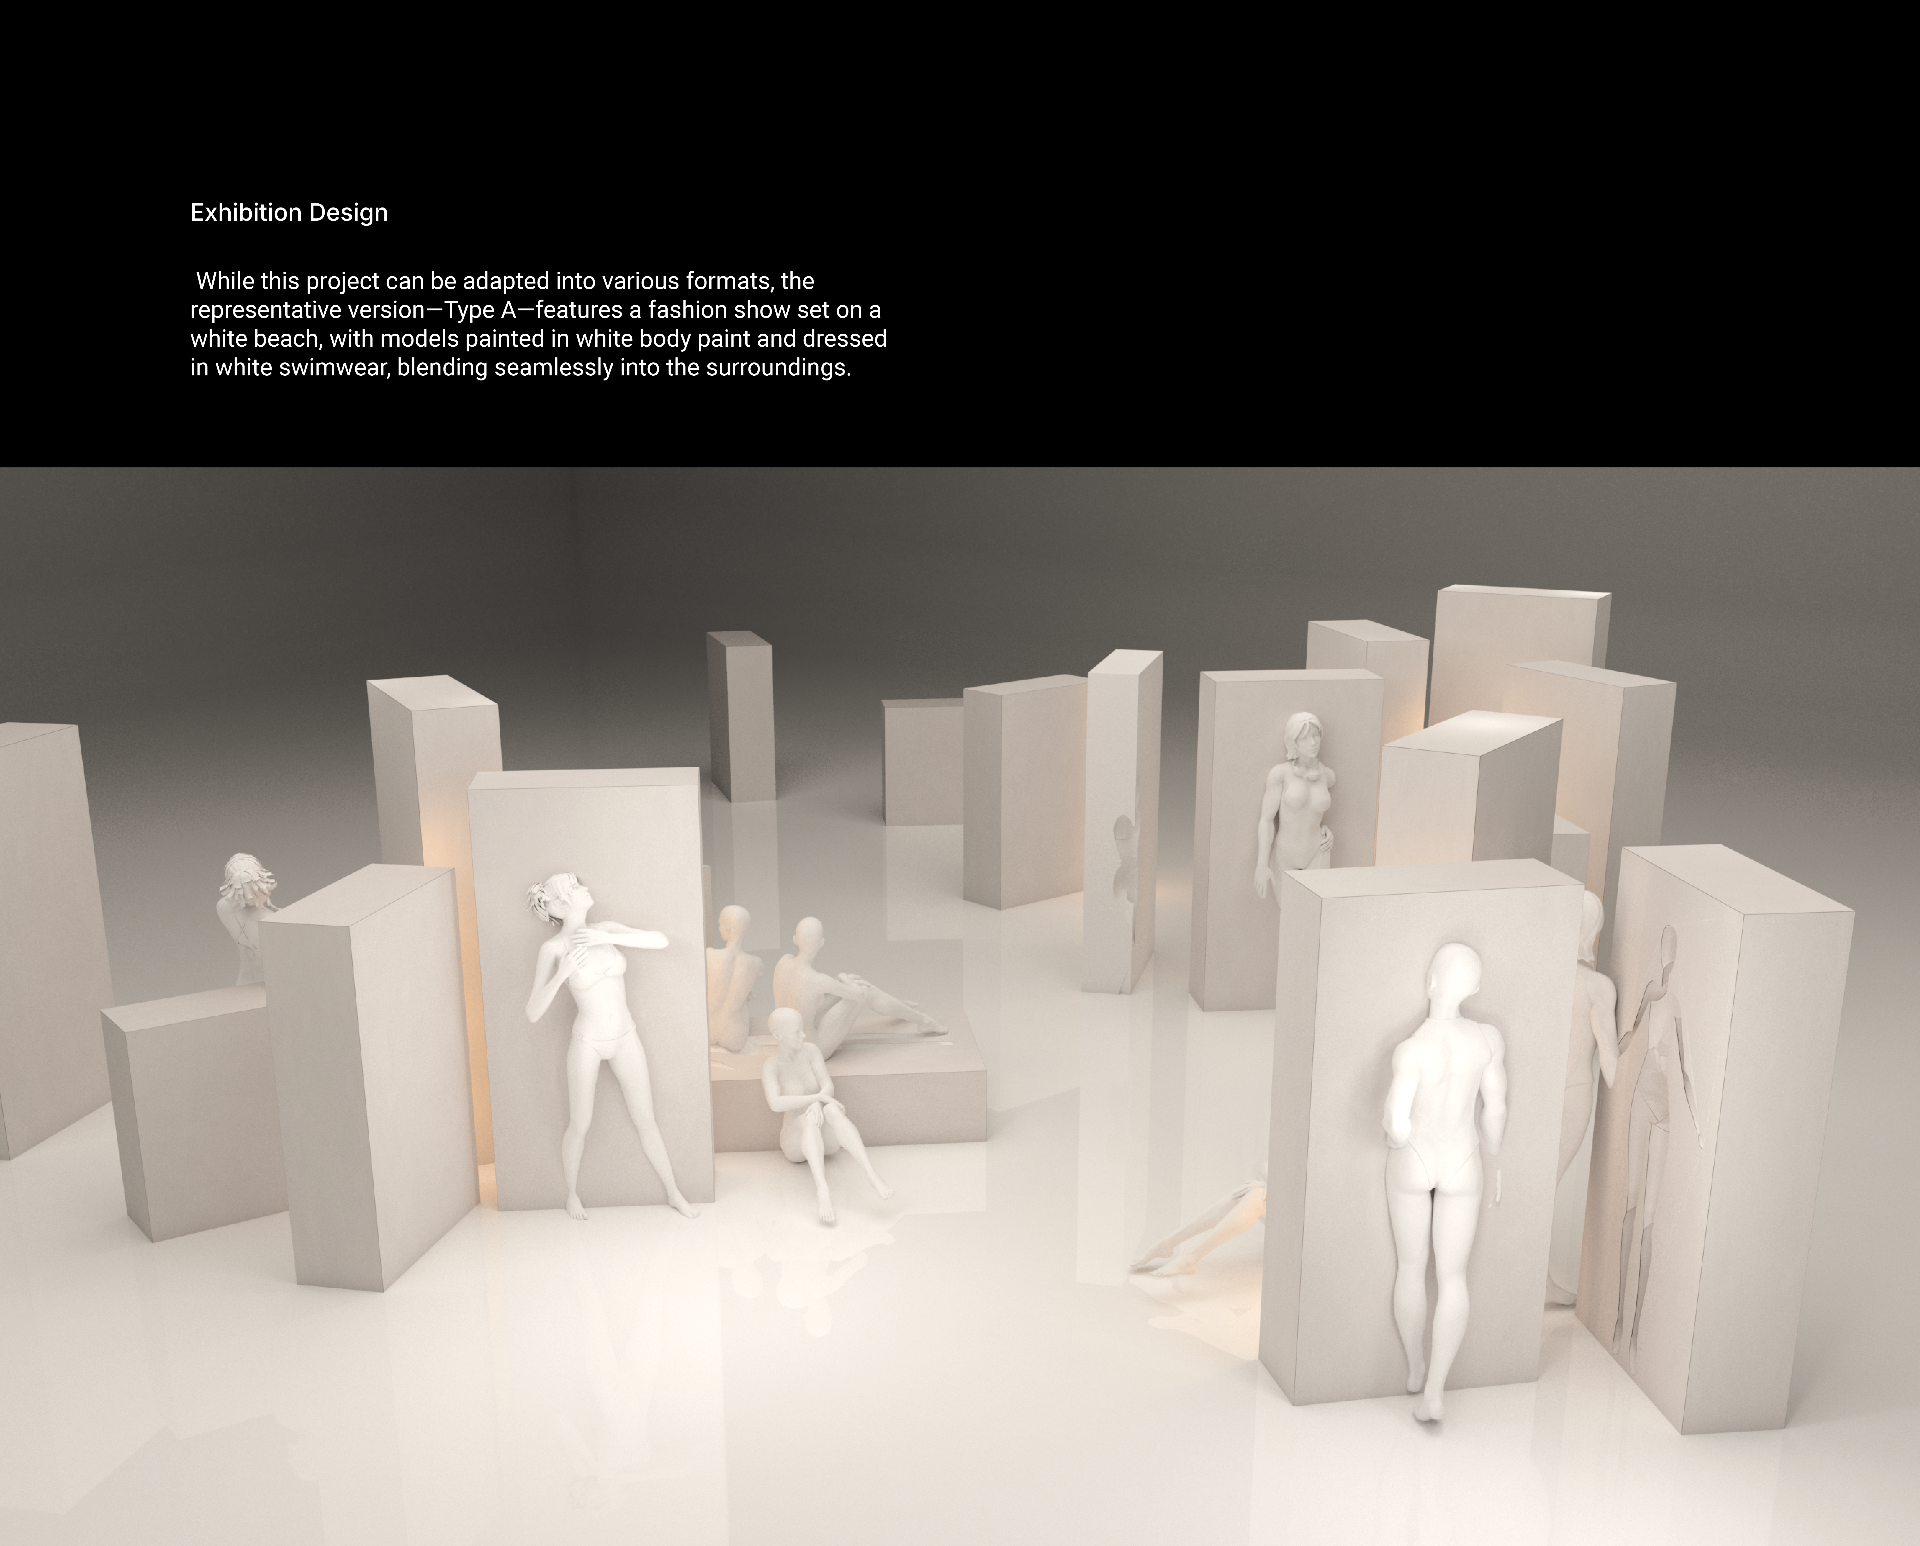 Exhibition Design
While this project can be adapted into various formats, the
representative version—Type A—features a fashion show set on a
white beach, with models painted in white body paint and dressed
in white swimwear, blending seamlessly into the surroundings.